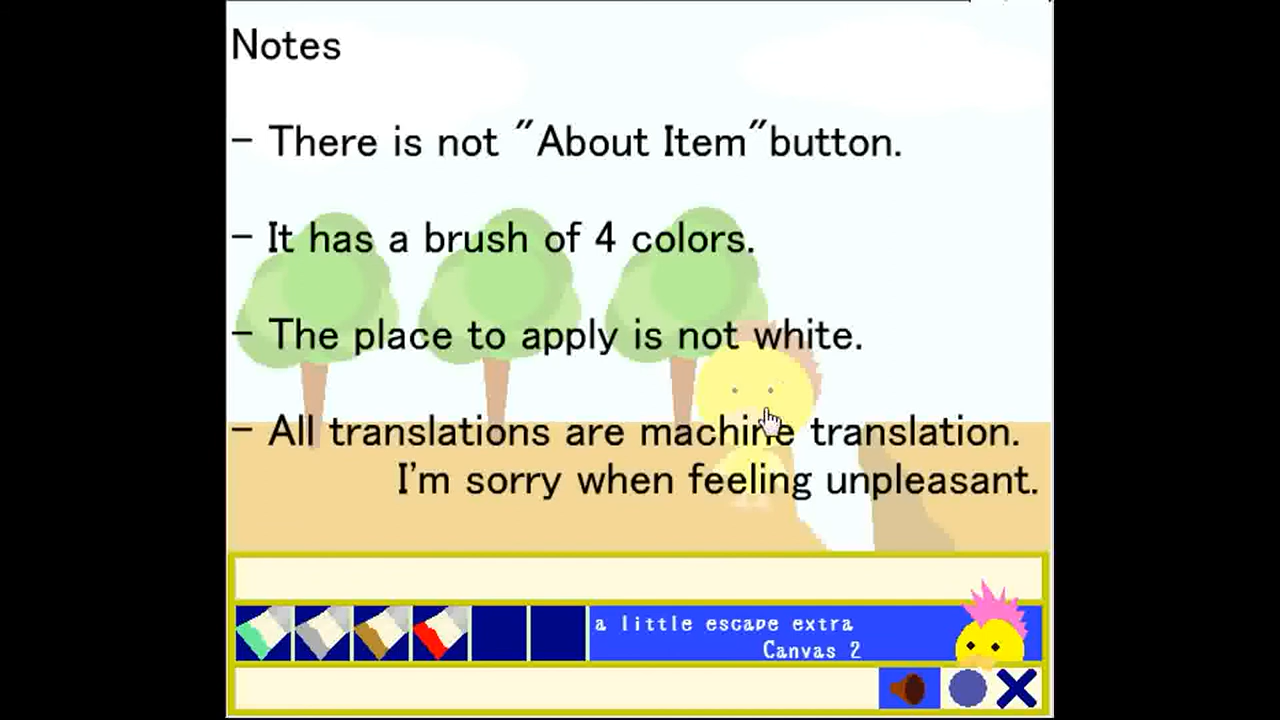 Notes
- There is not "About Item"button.
- It has a brush of 4 colors.
- The place to apply is not white.
- All translations are machine translation.
I'm sorry when feeling unpleasant.
a little escape extra
Canvas 2